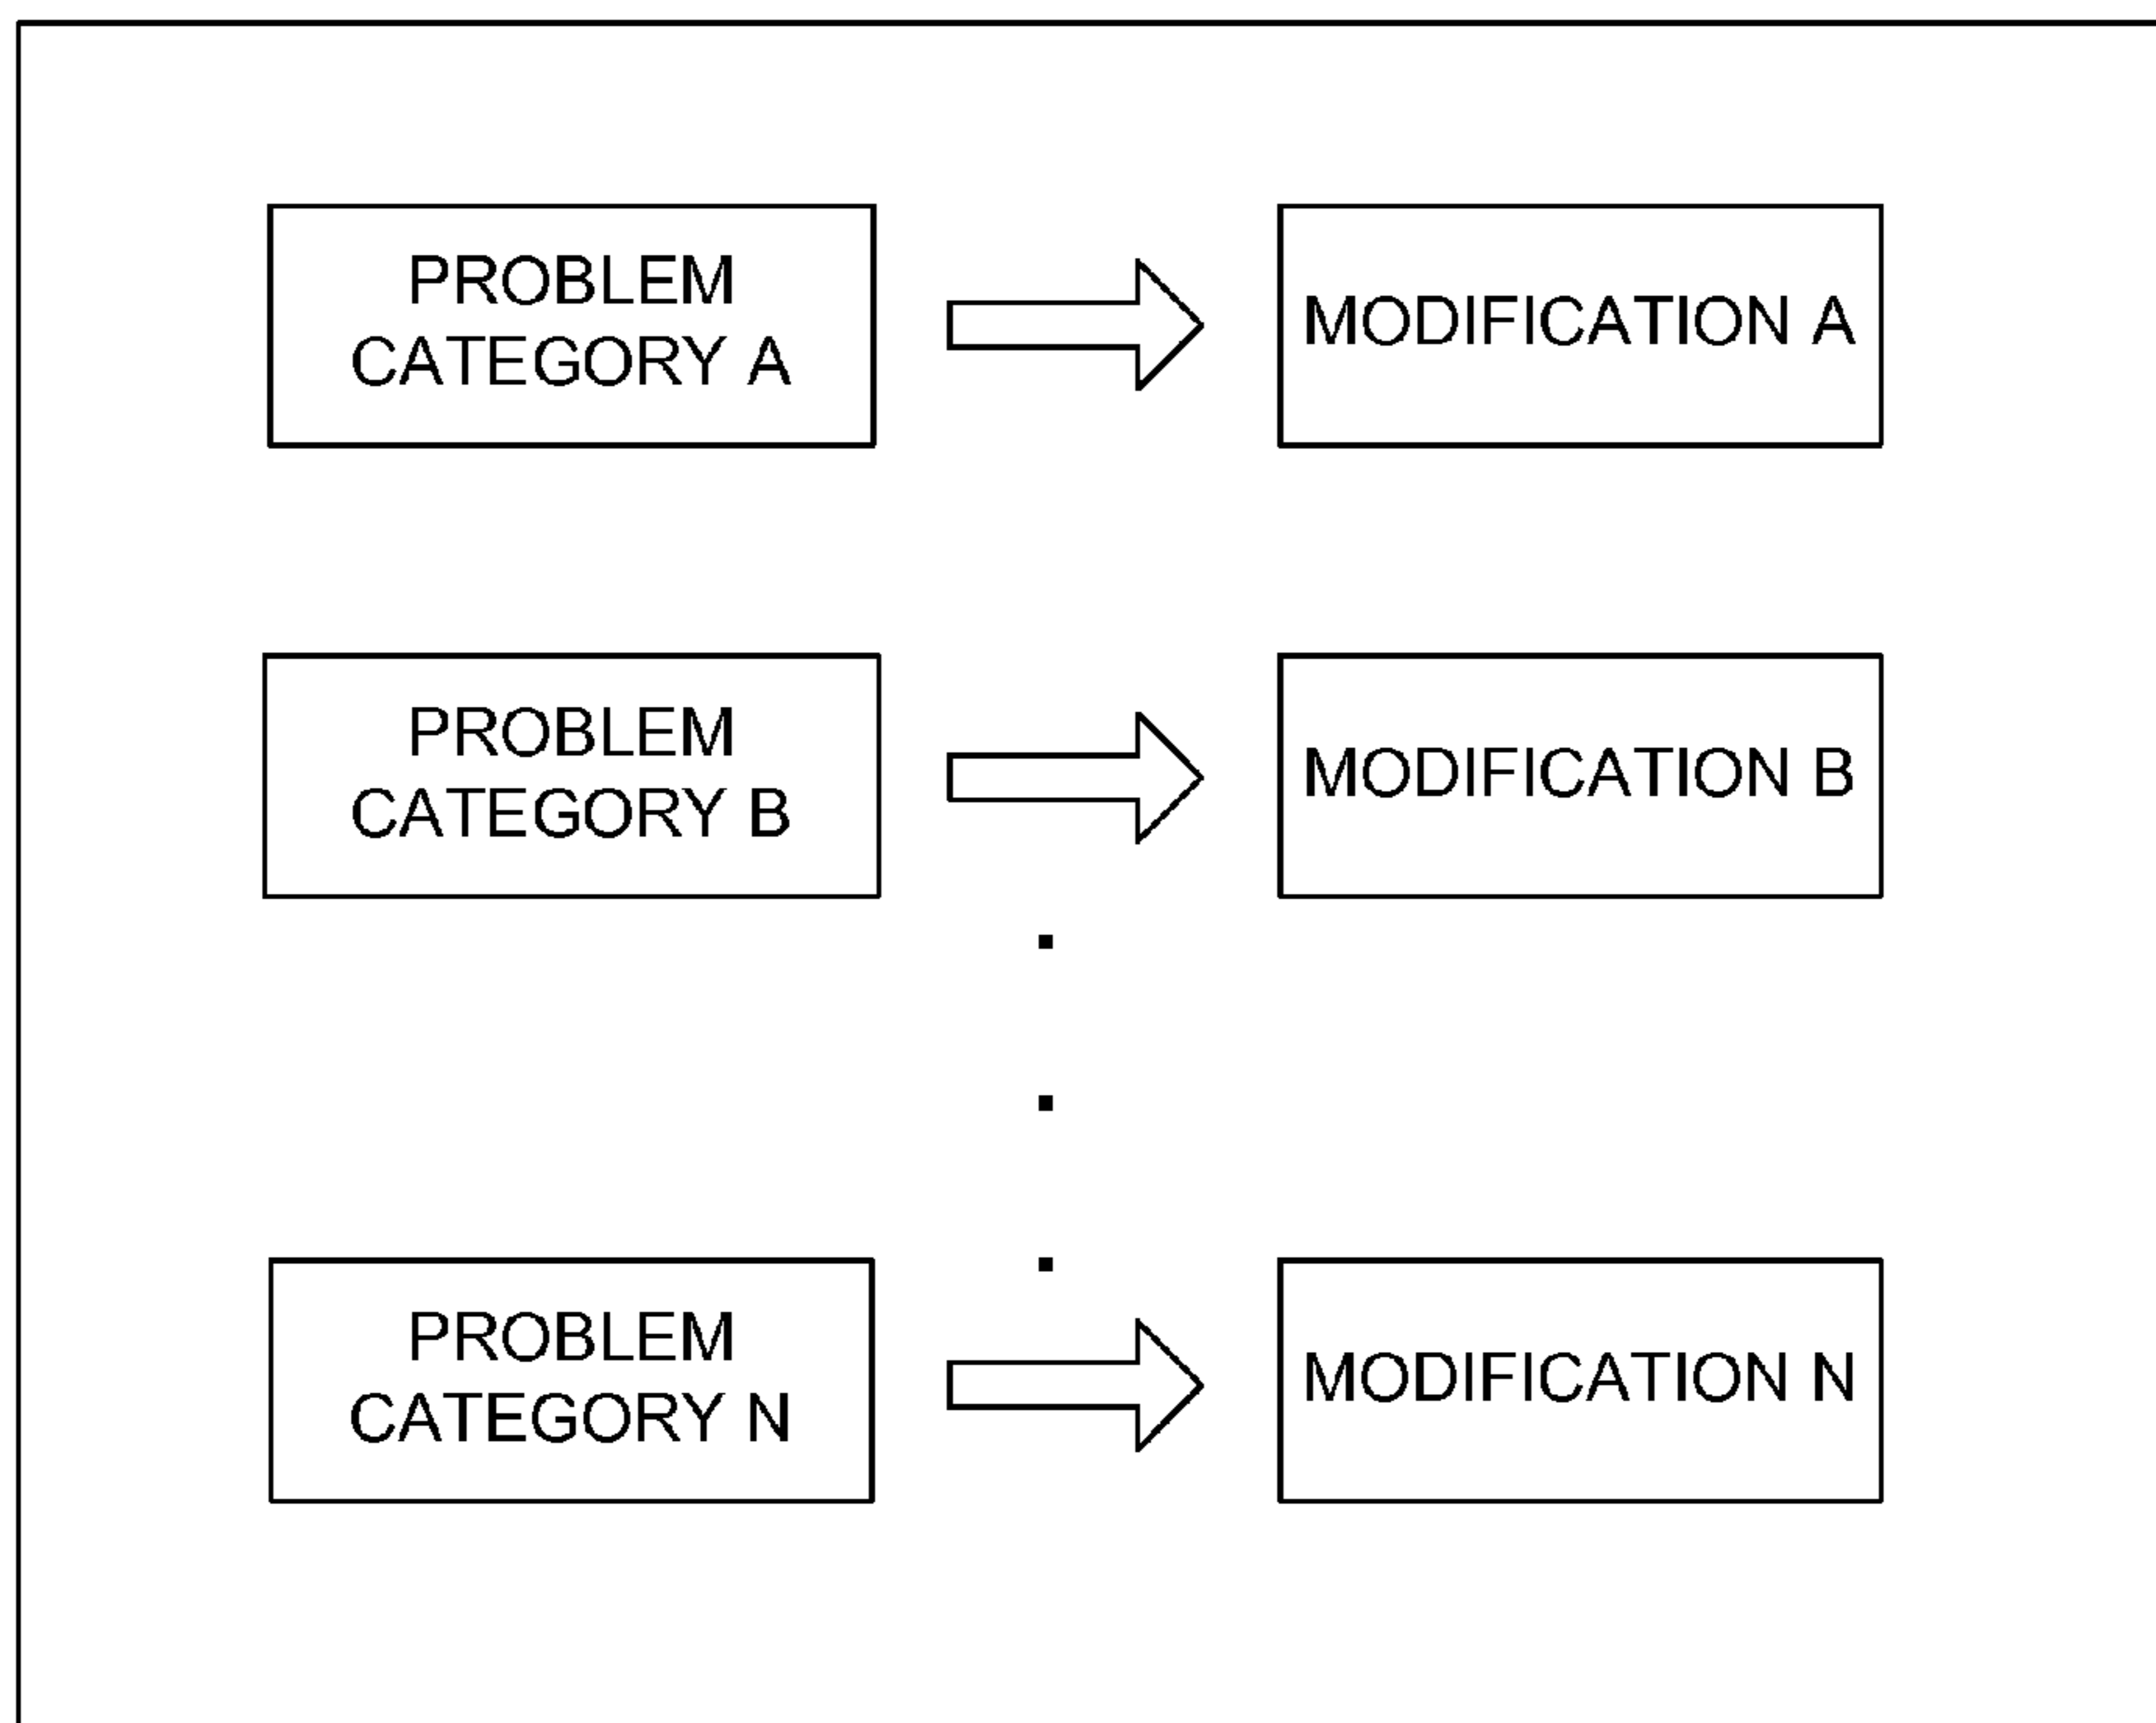 PROBLEM
CATEGORY A
MODIFICATION A
PROBLEM
CATEGORY B
MODIFICATION B
PROBLEM
CATEGORY N
MODIFICATION N